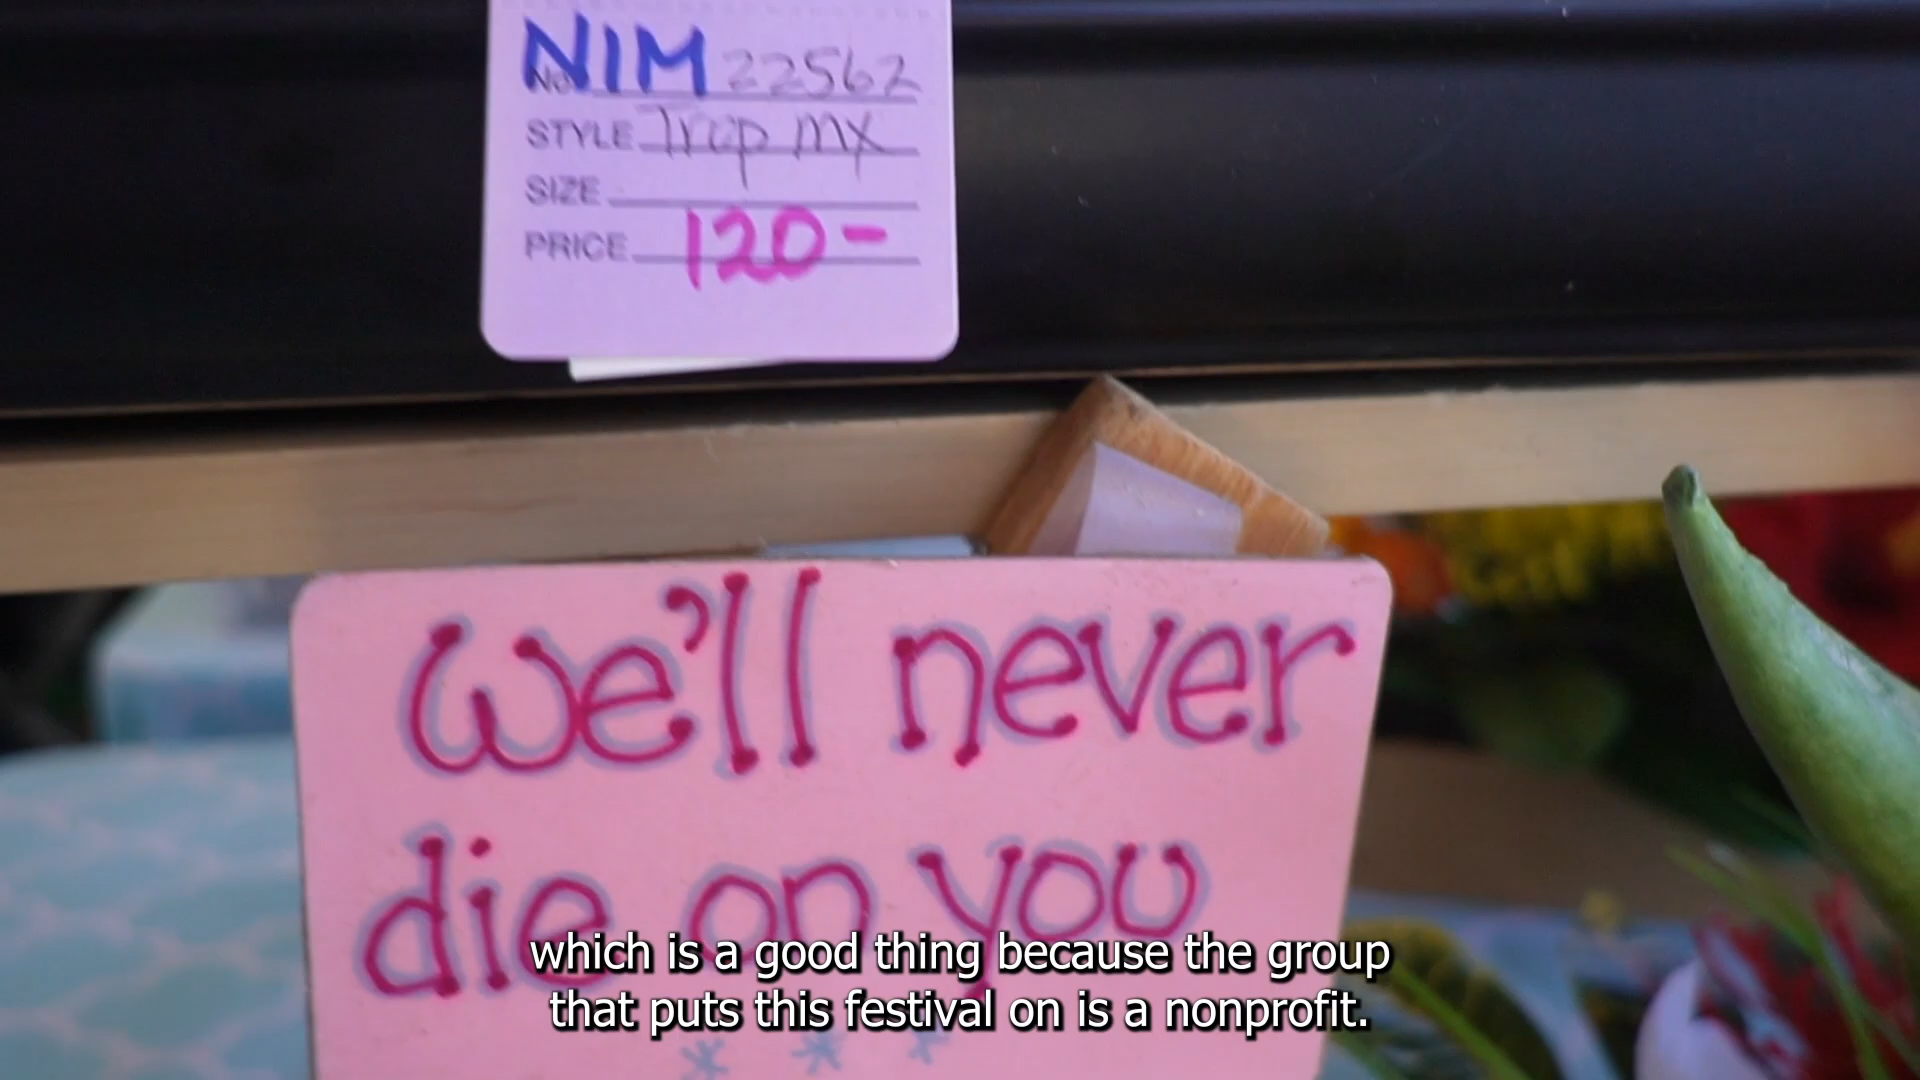 NIM
No. 22562
STYLE Trop mx
SIZE
PRICE 120-
we'll never
die on you
which is a good thing because the group
that puts this festival on is a nonprofit.